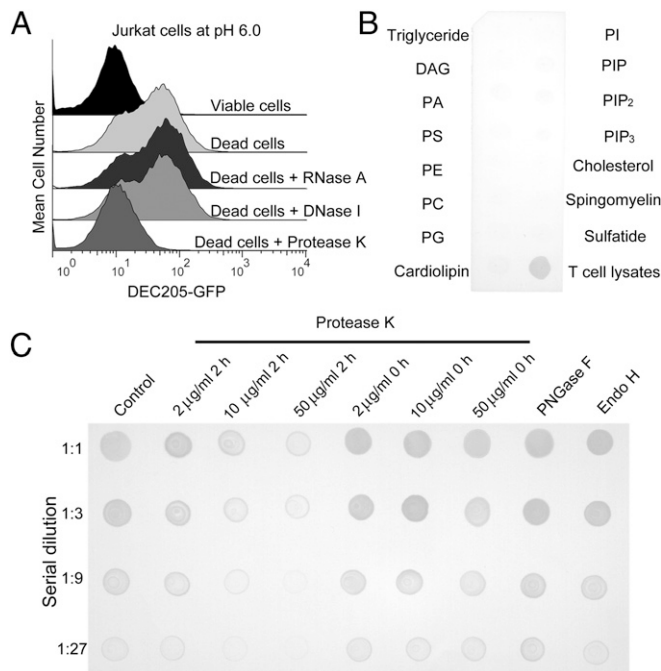 A
Jurkat cells at pH 6.0
Mean Cell Number
Viable cells
Dead cells
Dead cells + RNase A
Dead cells + DNase I
Dead cells + Protease K
10⁰ 10¹ 10² 10³ 10⁴
DEC205-GFP
B
Triglyceride PI
DAG PIP
PA PIP₂
PS PIP₃
PE Cholesterol
PC Spingomyelin
PG Sulfatide
Cardiolipin T cell lysates
C
Protease K
Control 2 μg/ml 2 h 10 μg/ml 2 h 50 μg/ml 2 h 2 μg/ml 0 h 10 μg/ml 0 h 50 μg/ml 0 h PNGase F Endo H
Serial dilution
1:1
1:3
1:9
1:27